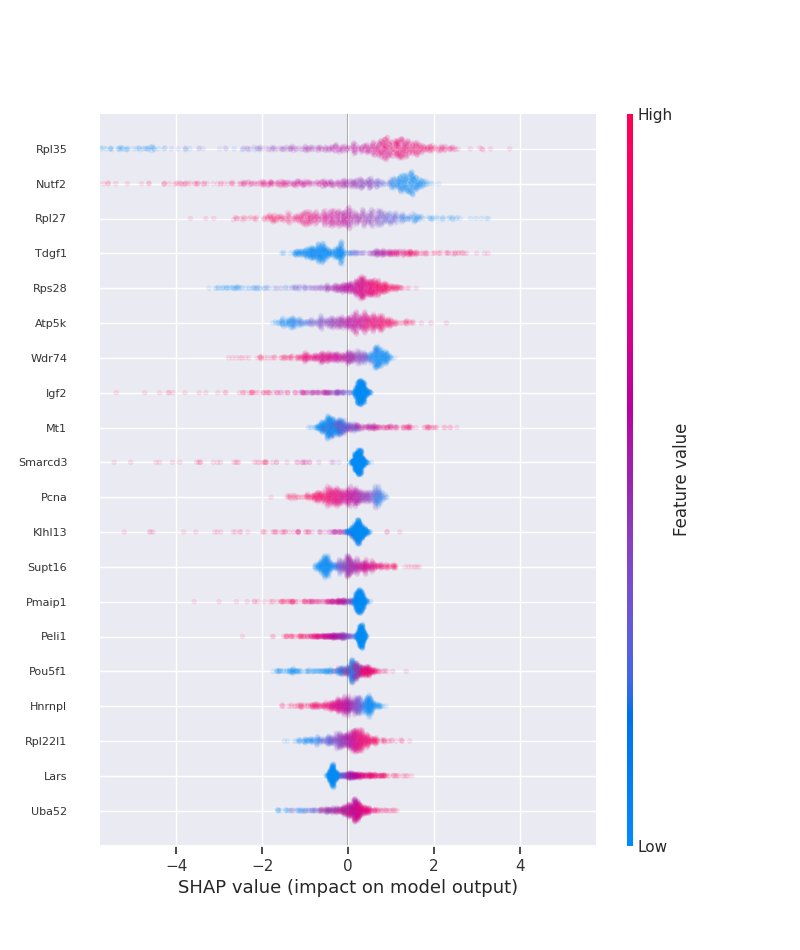 High
Rpl35
Nutf2
Rpl27
Tdgf1
Rps28
Atp5k
Wdr74
Igf2
Mt1
Smarcd3
Pcna
Klhl13
Supt16
Pmaip1
Peli1
Pou5f1
Hnrnpl
Rpl22l1
Lars
Uba52
Feature value
Low
−4 −2 0 2 4
SHAP value (impact on model output)